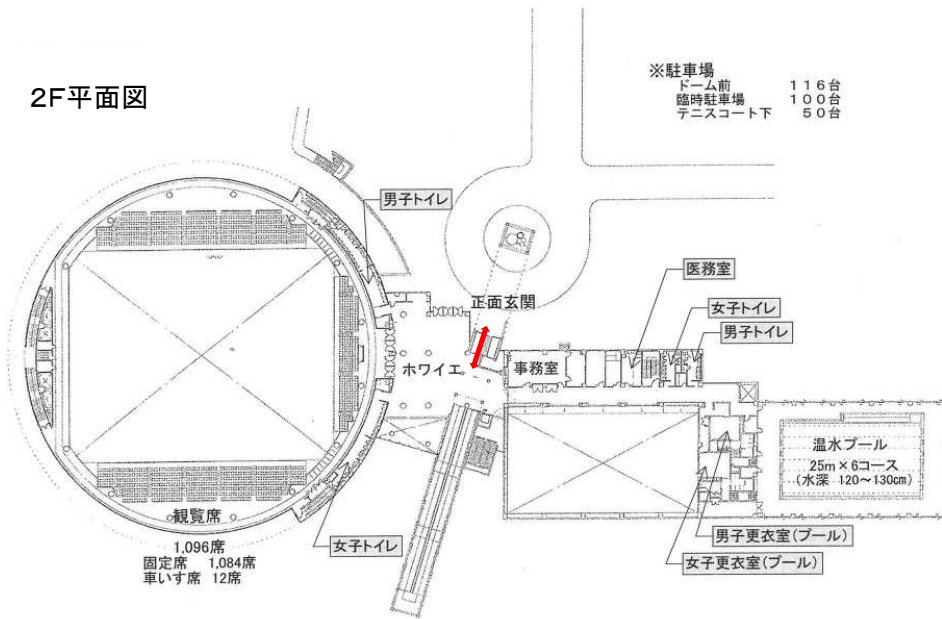 2F平面図
※駐車場
ドーム前 116台
臨時駐車場 100台
テニスコート下 50台
男子トイレ
正面玄関
医務室
女子トイレ
男子トイレ
ホワイエ
事務室
温水プール
25m×6コース
(水深 120～130cm)
観覧席
1,096席
固定席 1,084席
車いす席 12席
女子トイレ
男子更衣室(プール)
女子更衣室(プール)